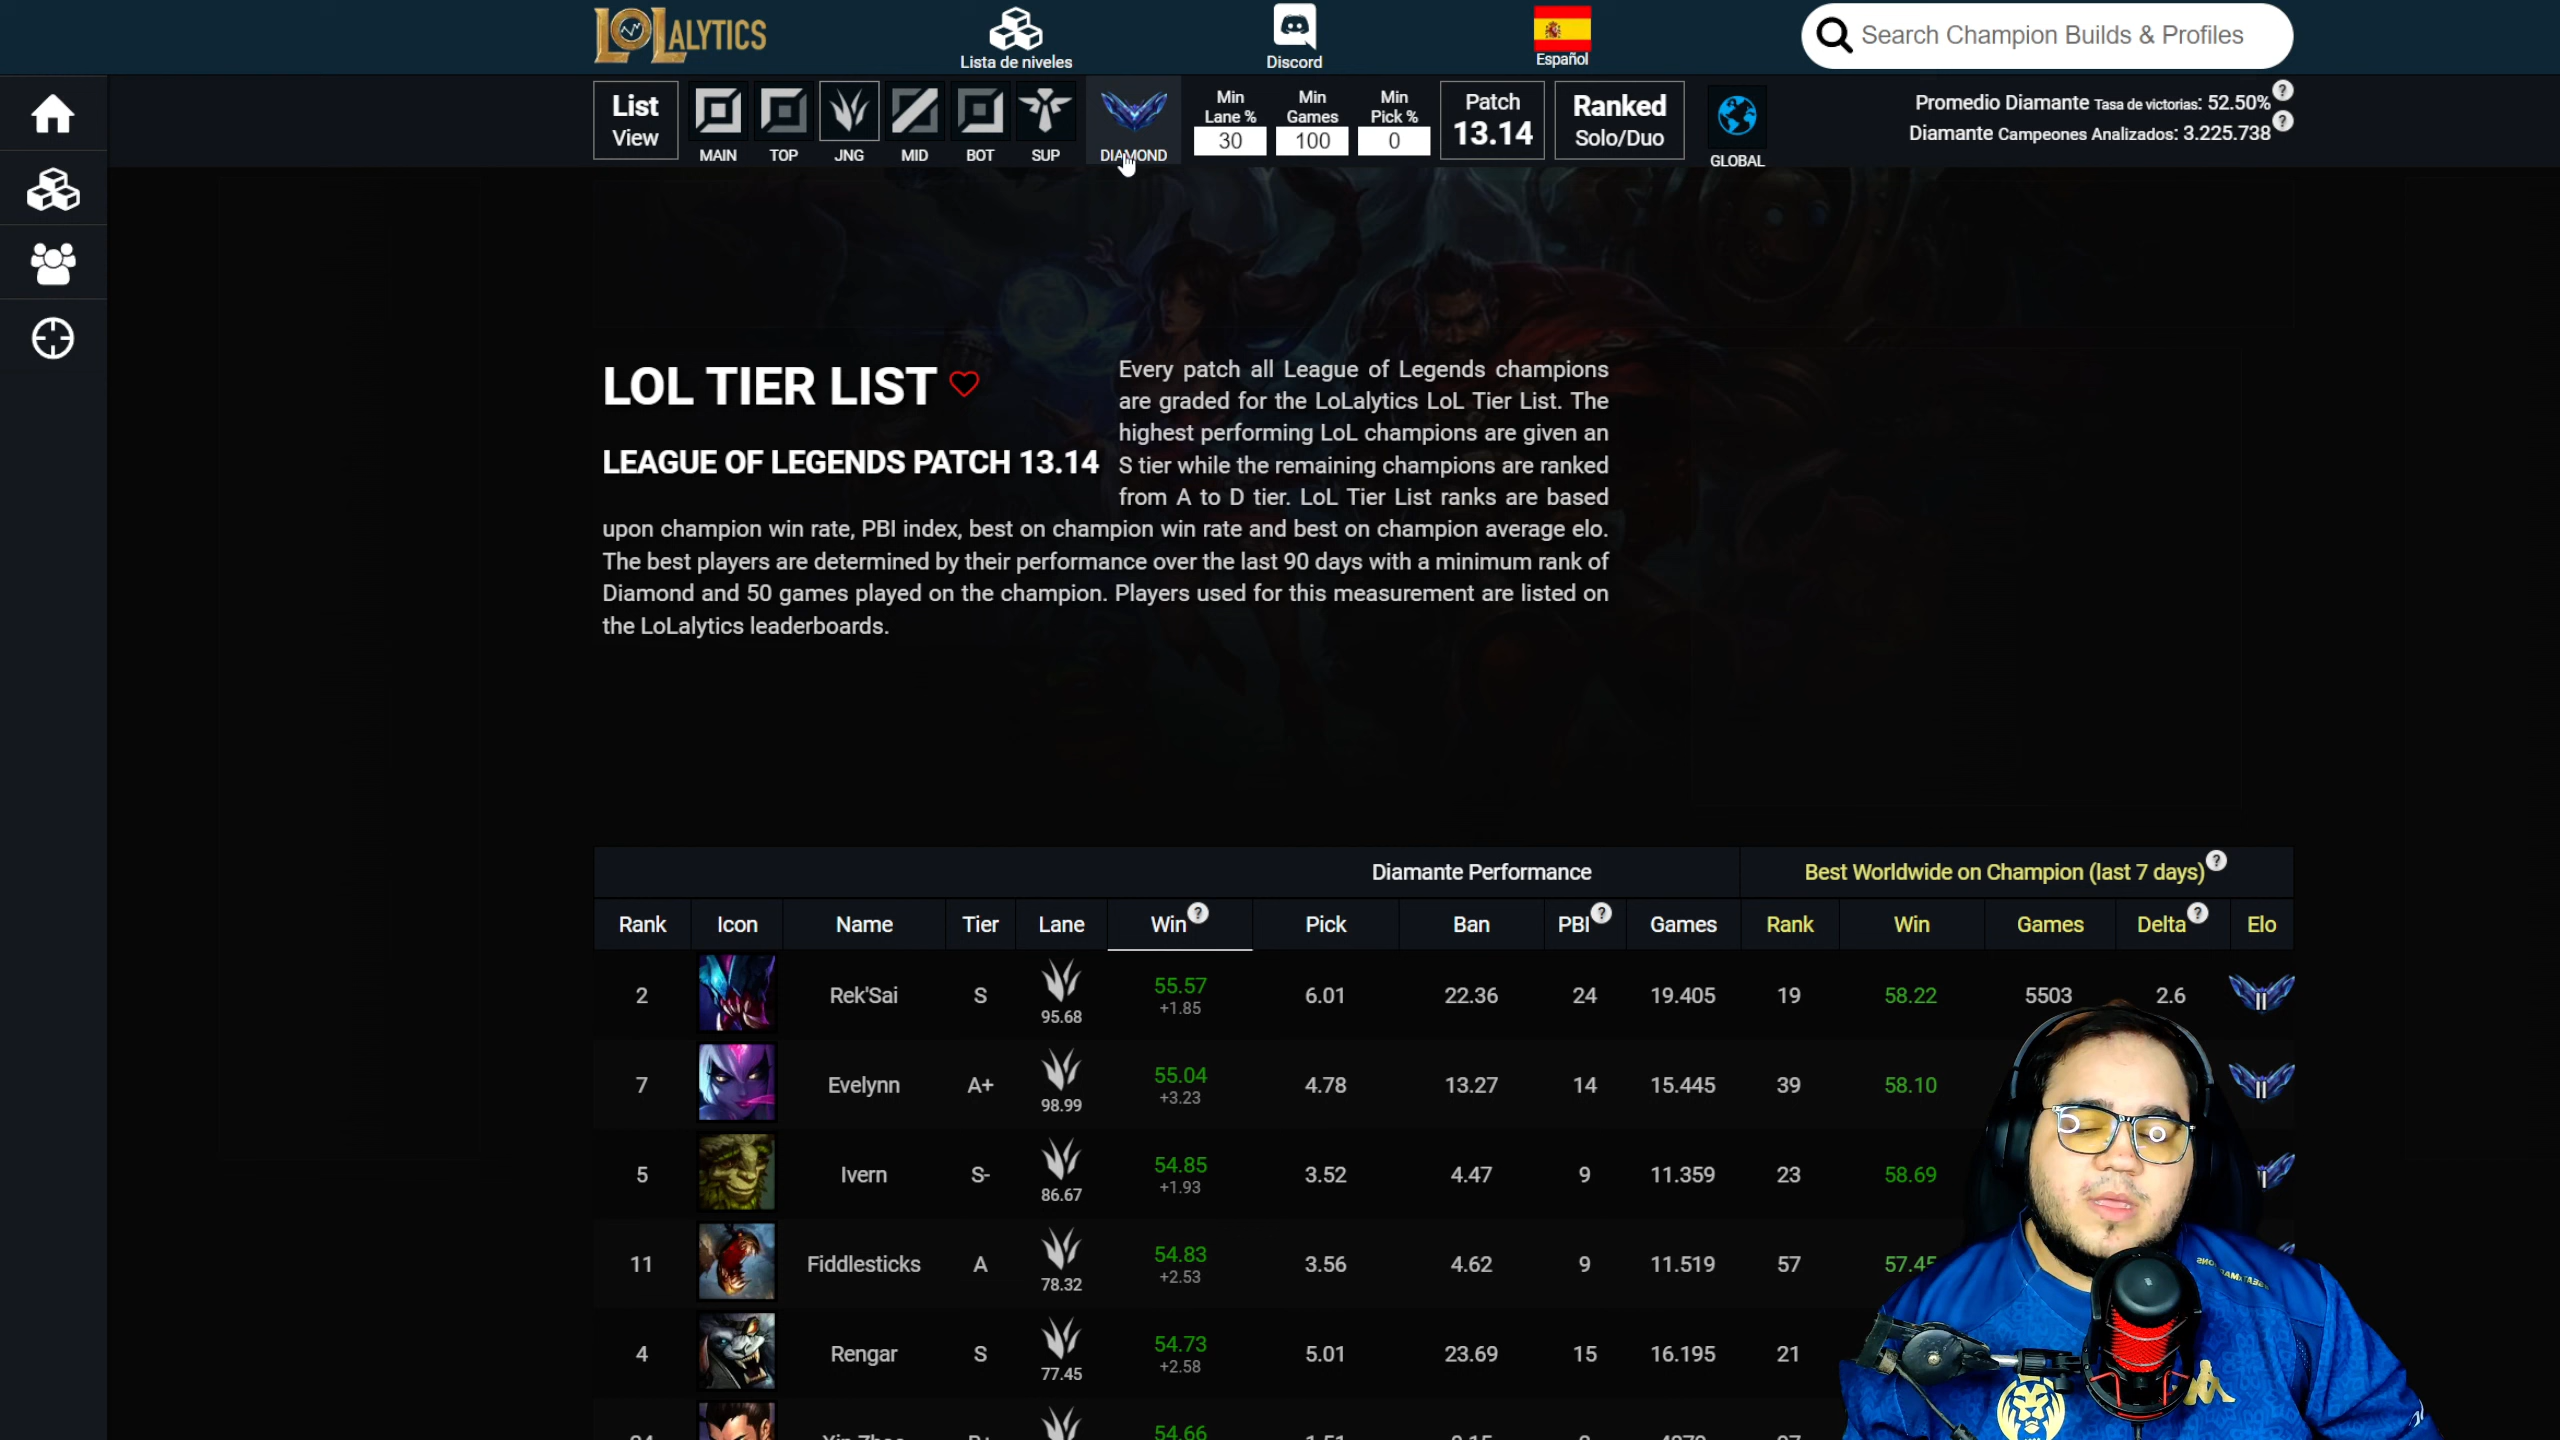 LOLALYTICS
Lista de niveles
Discord
Español
Search Champion Builds & Profiles
List View
MAIN TOP JNG MID BOT SUP DIAMOND
Min Lane % 30
Min Games 100
Min Pick % 0
Patch 13.14
Ranked Solo/Duo
GLOBAL
Promedio Diamante Tasa de victorias: 52.50% ?
Diamante Campeones Analizados: 3.225.738 ?
LOL TIER LIST
LEAGUE OF LEGENDS PATCH 13.14
Every patch all League of Legends champions
are graded for the LoLalytics LoL Tier List. The
highest performing LoL champions are given an
S tier while the remaining champions are ranked
from A to D tier. LoL Tier List ranks are based
upon champion win rate, PBI index, best on champion win rate and best on champion average elo.
The best players are determined by their performance over the last 90 days with a minimum rank of
Diamond and 50 games played on the champion. Players used for this measurement are listed on
the LoLalytics leaderboards.
Diamante Performance Best Worldwide on Champion (last 7 days) ?
Rank Icon Name Tier Lane Win ? Pick Ban PBI ? Games Rank Win Games Delta ? Elo
2 Rek'Sai S 95.68 55.57 +1.85 6.01 22.36 24 19.405 19 58.22 5503 2.6 II
7 Evelynn A+ 98.99 55.04 +3.23 4.78 13.27 14 15.445 39 58.10 II
5 Ivern S- 86.67 54.85 +1.93 3.52 4.47 9 11.359 23 58.69
11 Fiddlesticks A 78.32 54.83 +2.53 3.56 4.62 9 11.519 57 57.45
4 Rengar S 77.45 54.73 +2.58 5.01 23.69 15 16.195 21
54.66